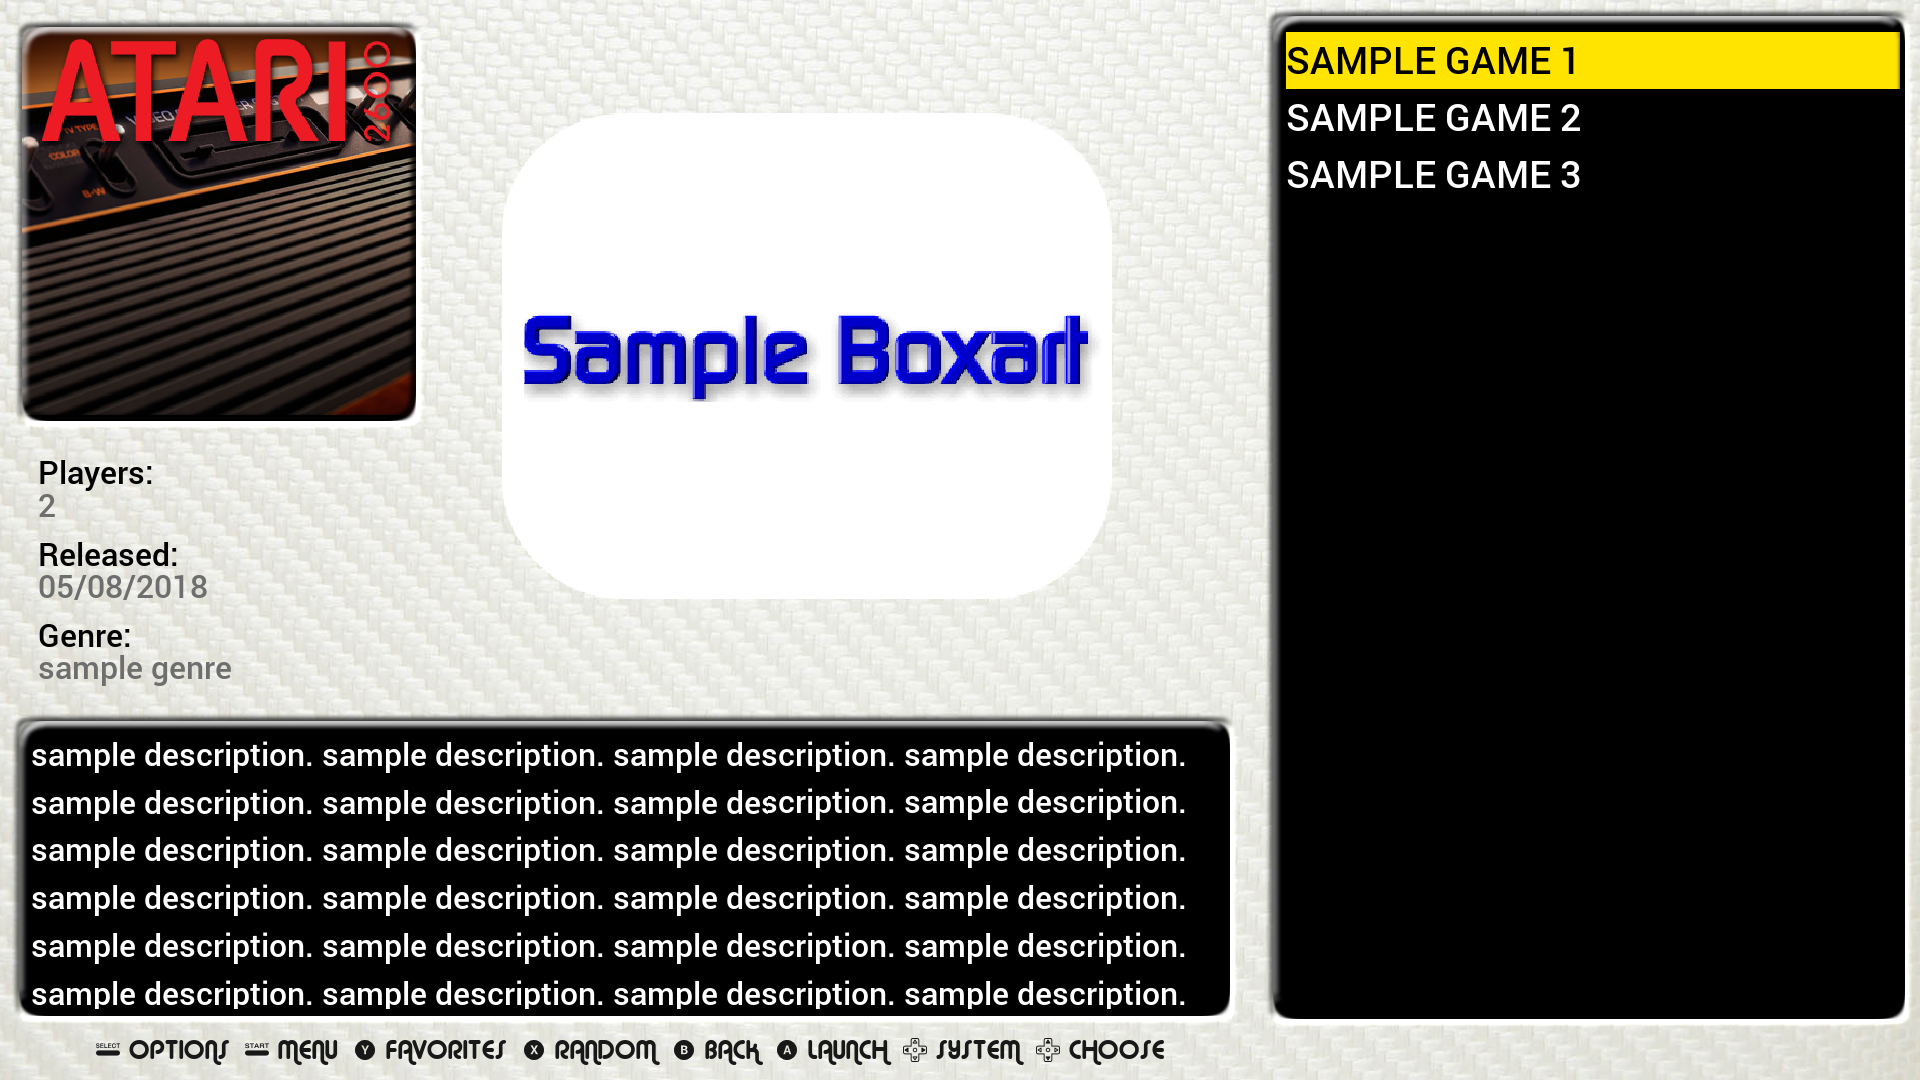 ATARI 2600
TV TYPE
COLOR
B-W
Sample Boxart
Players:
2
Released:
05/08/2018
Genre:
sample genre
sample description. sample description. sample description. sample description.
sample description. sample description. sample description. sample description.
sample description. sample description. sample description. sample description.
sample description. sample description. sample description. sample description.
sample description. sample description. sample description. sample description.
sample description. sample description. sample description. sample description.
SAMPLE GAME 1
SAMPLE GAME 2
SAMPLE GAME 3
SELECT OPTIONS START MENU Y FAVORITES X RANDOM B BACK A LAUNCH SYSTEM CHOOSE